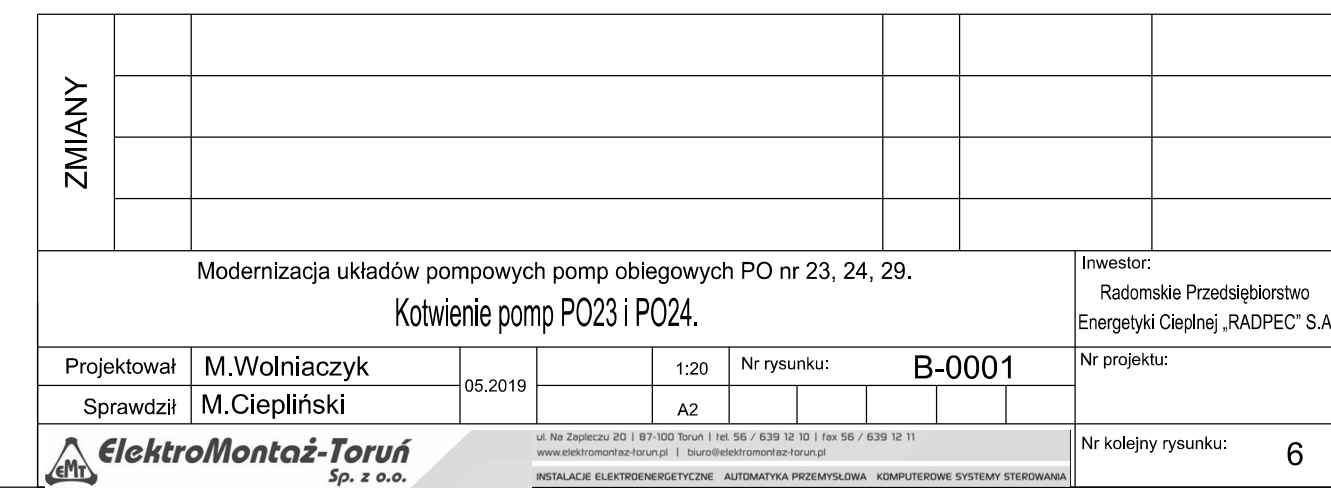 ZMIANY
Modernizacja układów pompowych pomp obiegowych PO nr 23, 24, 29.
Kotwienie pomp PO23 i PO24.
Inwestor:
Radomskie Przedsiębiorstwo
Energetyki Cieplnej „RADPEC" S.A
Projektował M.Wolniaczyk 05.2019 1:20 Nr rysunku: B-0001 Nr projektu:
Sprawdził M.Ciepliński A2
EMT ElektroMontaż-Toruń
Sp. z o.o.
ul. Na Zapleczu 20 | 87-100 Toruń | tel. 56 / 639 12 10 | fax 56 / 639 12 11
www.elektromontaz-torun.pl | biuro@elektromontaz-torun.pl
INSTALACJE ELEKTROENERGETYCZNE AUTOMATYKA PRZEMYSŁOWA KOMPUTEROWE SYSTEMY STEROWANIA
Nr kolejny rysunku: 6